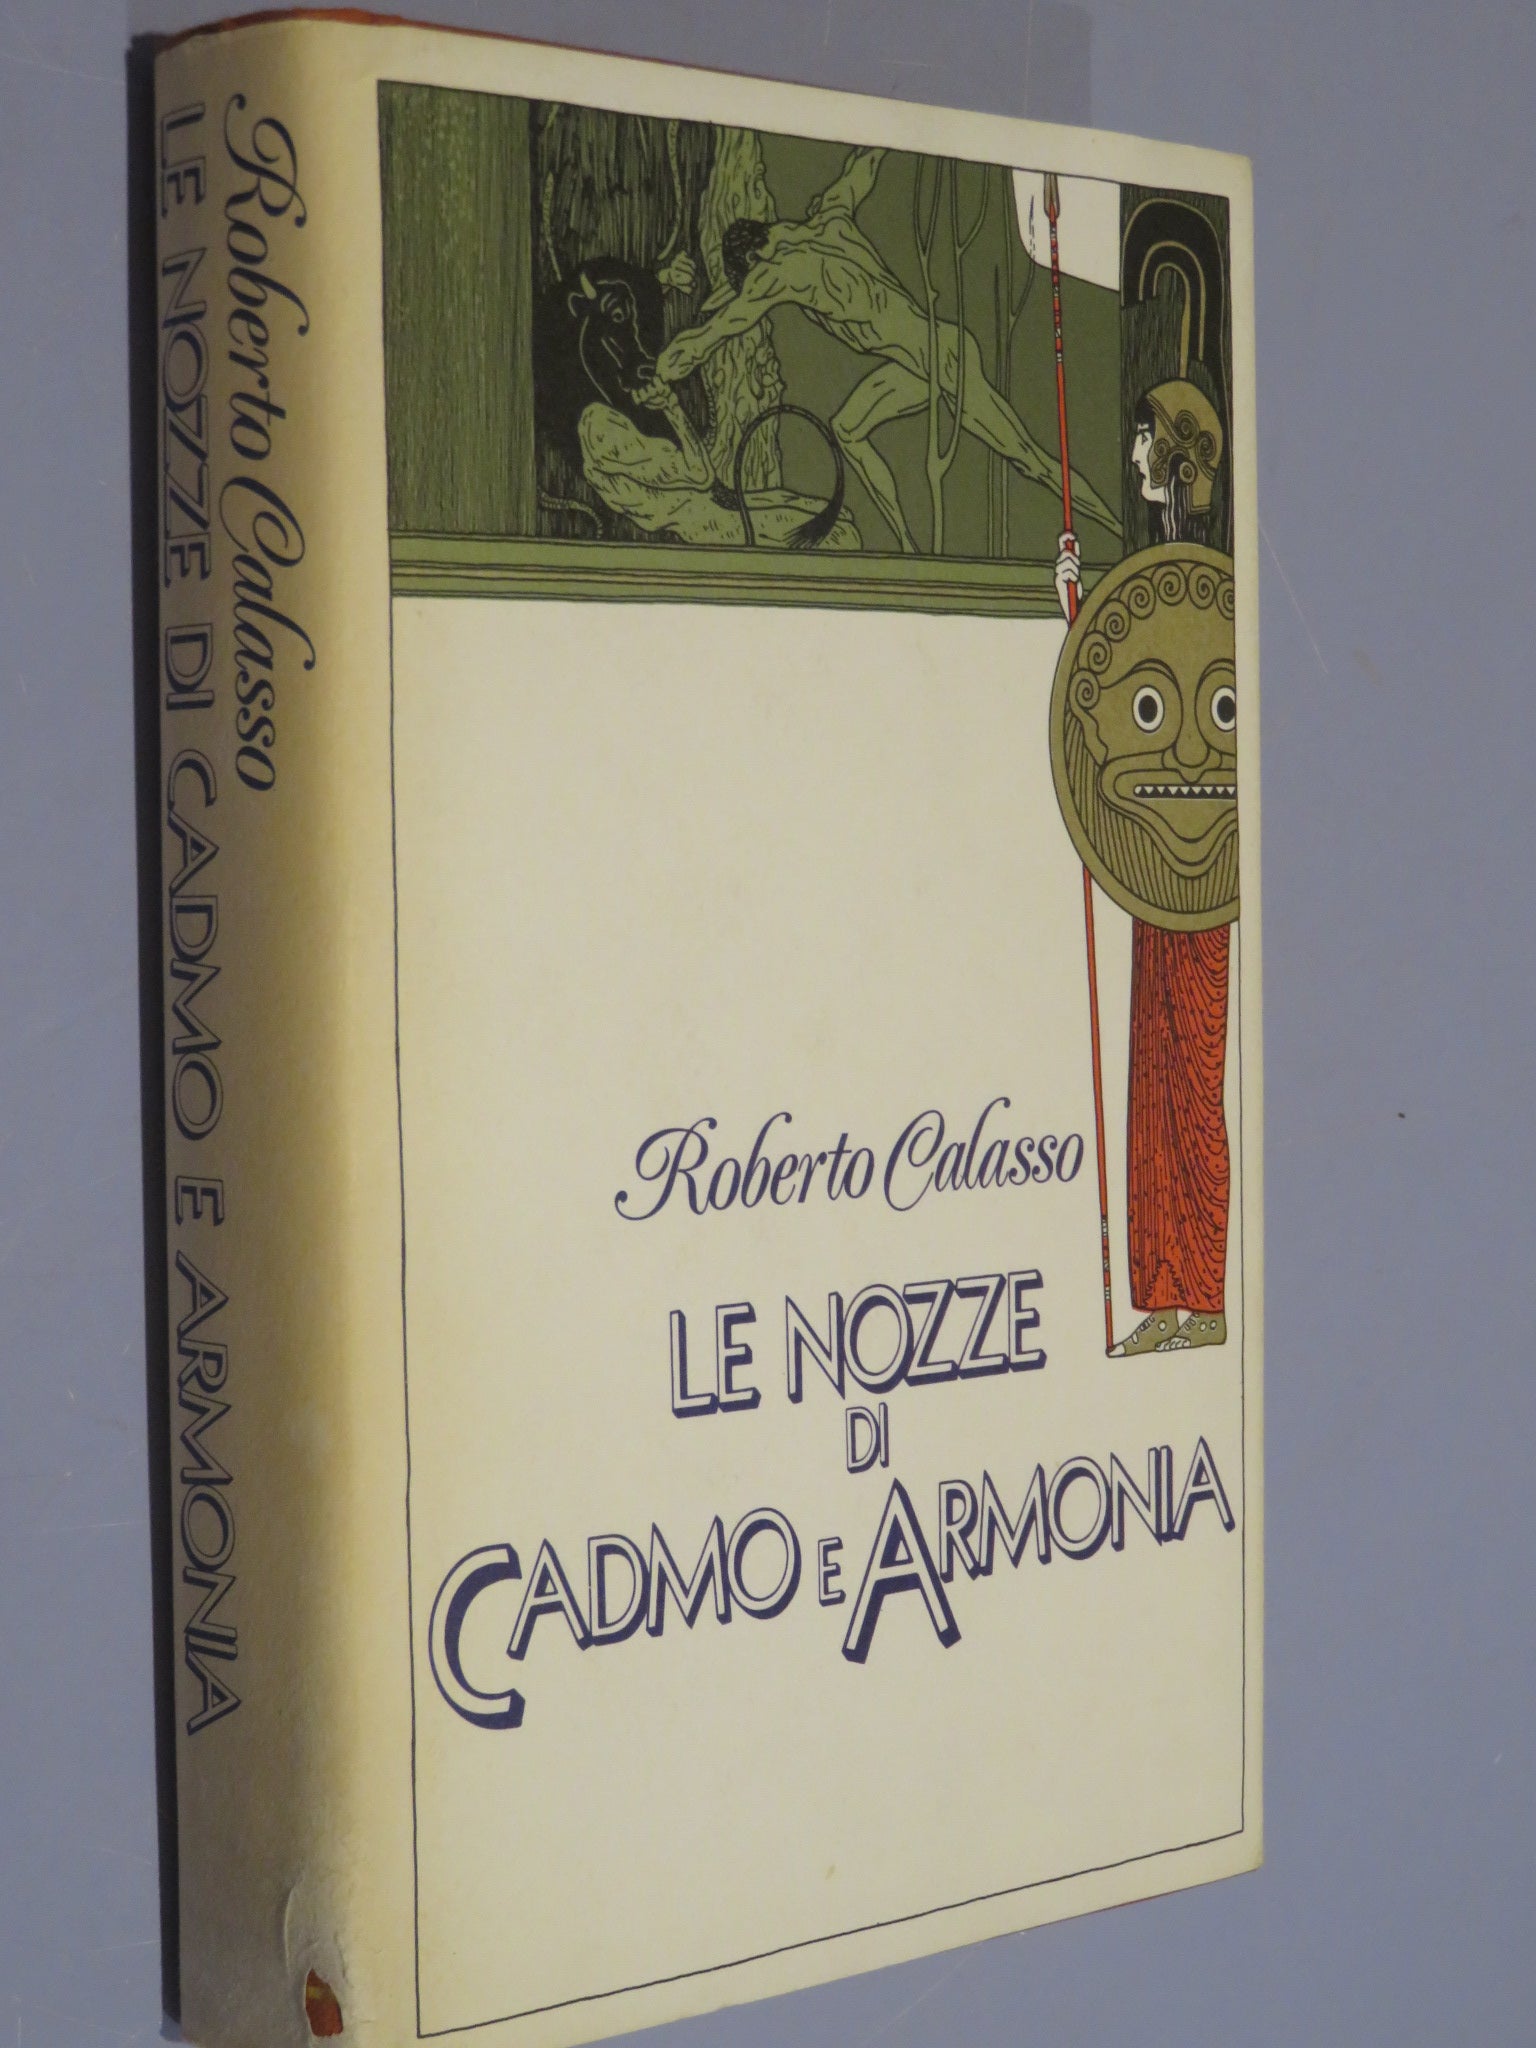 Roberto Calasso
LE NOZZE DI CADMO E ARMONIA
Roberto Calasso
LE NOZZE
DI
CADMO E ARMONIA